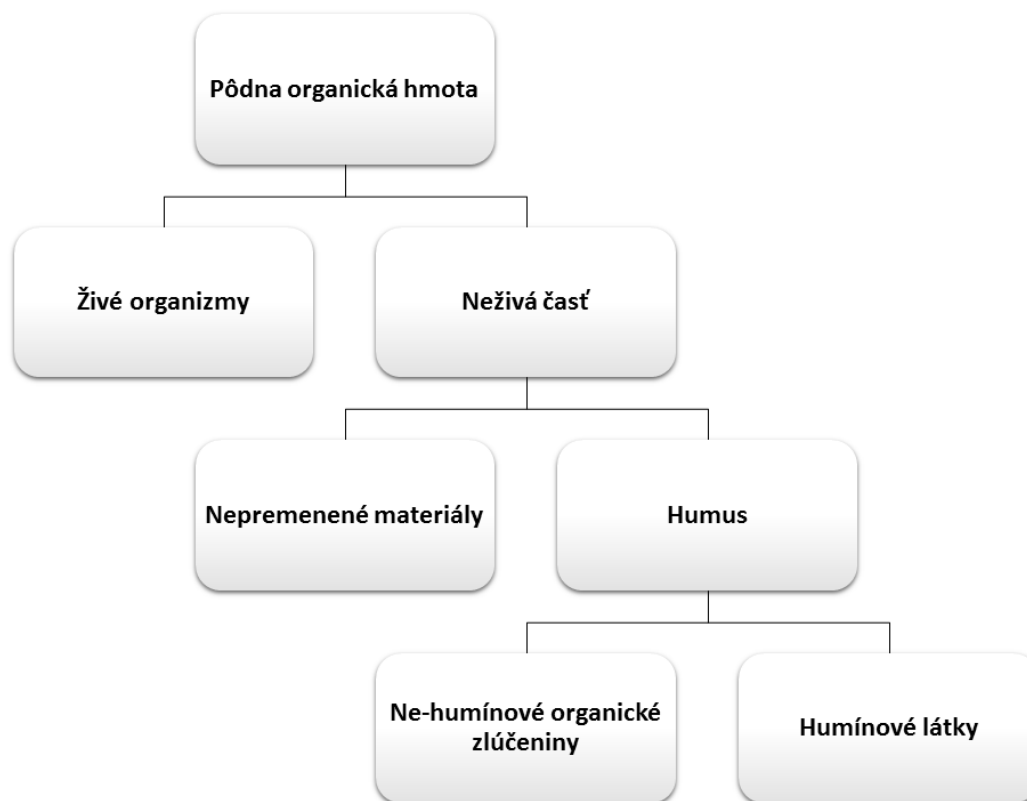 Pôdna organická hmota
Živé organizmy
Neživá časť
Nepremenené materiály
Humus
Ne-humínové organické
zlúčeniny
Humínové látky